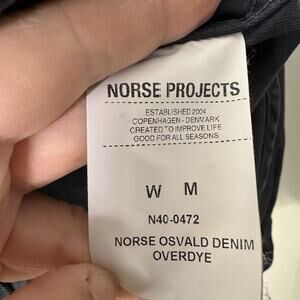 NORSE PROJECTS
ESTABLISHED 2004
COPENHAGEN - DENMARK
CREATED TO IMPROVE LIFE
GOOD FOR ALL SEASONS
W M
N40-0472
NORSE OSVALD DENIM
OVERDYE